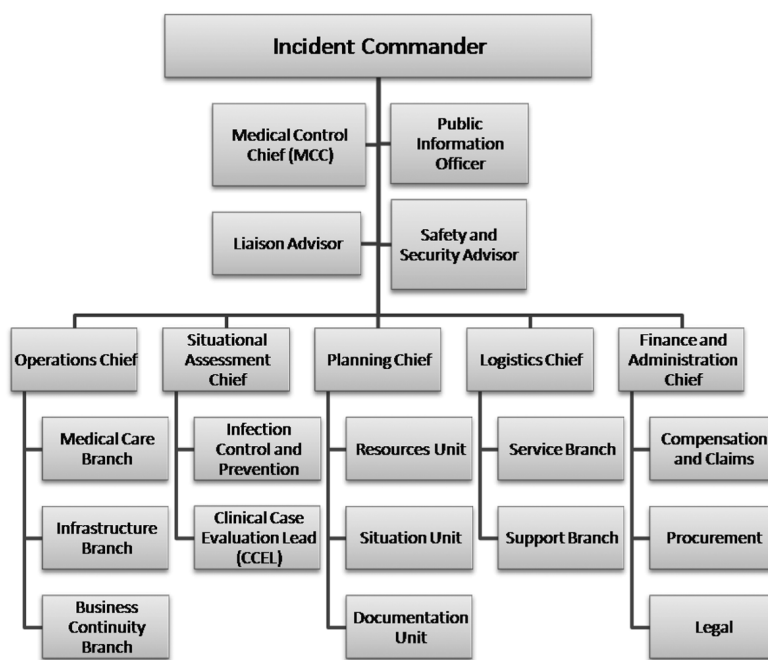 Incident Commander
Medical Control
Chief (MCC)
Public
Information
Officer
Liaison Advisor
Safety and
Security Advisor
Operations Chief
Situational
Assessment
Chief
Planning Chief
Logistics Chief
Finance and
Administration
Chief
Medical Care
Branch
Infection
Control and
Prevention
Resources Unit
Service Branch
Compensation
and Claims
Infrastructure
Branch
Clinical Case
Evaluation Lead
(CCEL)
Situation Unit
Support Branch
Procurement
Business
Continuity
Branch
Documentation
Unit
Legal